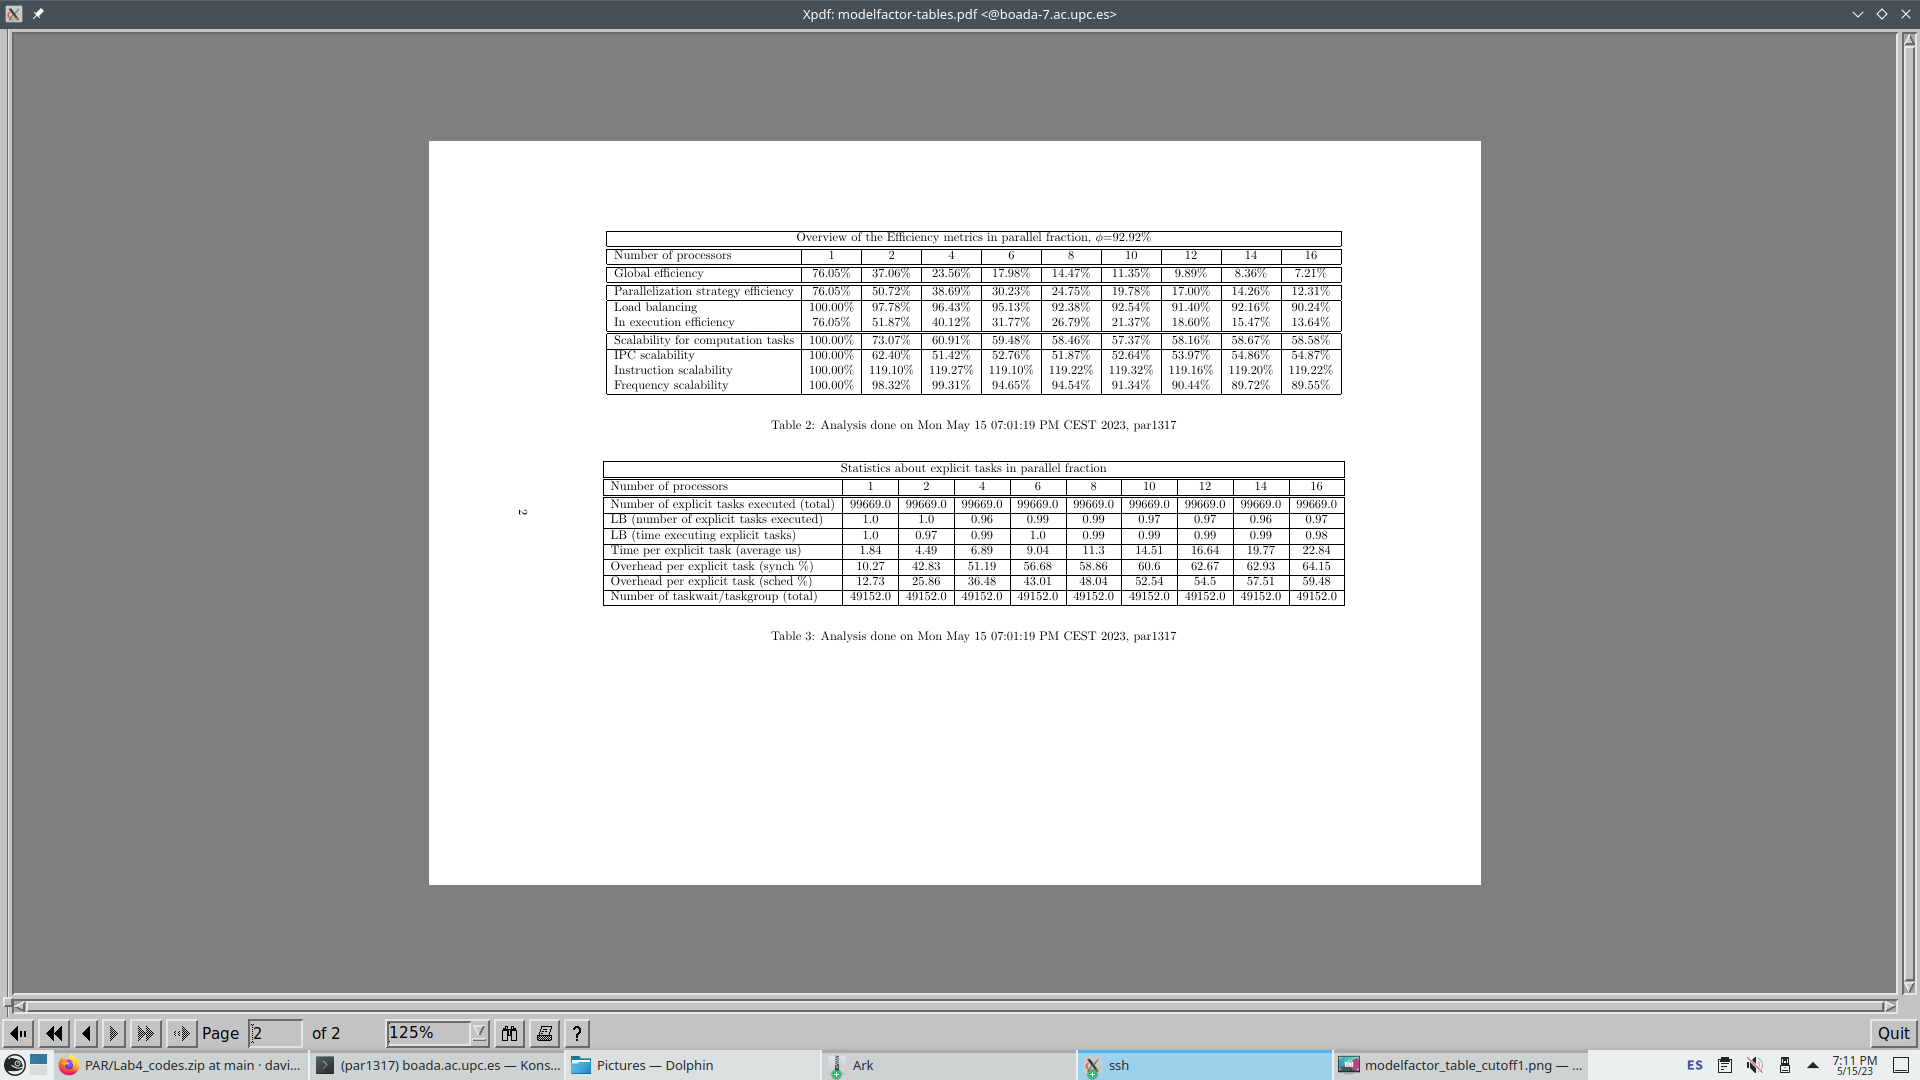 Xpdf: modelfactor-tables.pdf <@boada-7.ac.upc.es>
Overview of the Efficiency metrics in parallel fraction, ϕ=92.92%
Number of processors 1 2 4 6 8 10 12 14 16
Global efficiency 76.05% 37.06% 23.56% 17.98% 14.47% 11.35% 9.89% 8.36% 7.21%
Parallelization strategy efficiency 76.05% 50.72% 38.69% 30.23% 24.75% 19.78% 17.00% 14.26% 12.31%
Load balancing 100.00% 97.78% 96.43% 95.13% 92.38% 92.54% 91.40% 92.16% 90.24%
In execution efficiency 76.05% 51.87% 40.12% 31.77% 26.79% 21.37% 18.60% 15.47% 13.64%
Scalability for computation tasks 100.00% 73.07% 60.91% 59.48% 58.46% 57.37% 58.16% 58.67% 58.58%
IPC scalability 100.00% 62.40% 51.42% 52.76% 51.87% 52.64% 53.97% 54.86% 54.87%
Instruction scalability 100.00% 119.10% 119.27% 119.10% 119.22% 119.32% 119.16% 119.20% 119.22%
Frequency scalability 100.00% 98.32% 99.31% 94.65% 94.54% 91.34% 90.44% 89.72% 89.55%
Table 2: Analysis done on Mon May 15 07:01:19 PM CEST 2023, par1317
Statistics about explicit tasks in parallel fraction
Number of processors 1 2 4 6 8 10 12 14 16
Number of explicit tasks executed (total) 99669.0 99669.0 99669.0 99669.0 99669.0 99669.0 99669.0 99669.0 99669.0
LB (number of explicit tasks executed) 1.0 1.0 0.96 0.99 0.99 0.97 0.97 0.96 0.97
LB (time executing explicit tasks) 1.0 0.97 0.99 1.0 0.99 0.99 0.99 0.99 0.98
Time per explicit task (average us) 1.84 4.49 6.89 9.04 11.3 14.51 16.64 19.77 22.84
Overhead per explicit task (synch %) 10.27 42.83 51.19 56.68 58.86 60.6 62.67 62.93 64.15
Overhead per explicit task (sched %) 12.73 25.86 36.48 43.01 48.04 52.54 54.5 57.51 59.48
Number of taskwait/taskgroup (total) 49152.0 49152.0 49152.0 49152.0 49152.0 49152.0 49152.0 49152.0 49152.0
Table 3: Analysis done on Mon May 15 07:01:19 PM CEST 2023, par1317
2
Page 2 of 2 125% ? Quit
PAR/Lab4_codes.zip at main · davi... (par1317) boada.ac.upc.es — Kons... Pictures — Dolphin Ark ssh modelfactor_table_cutoff1.png — ... ES 7:11 PM
5/15/23